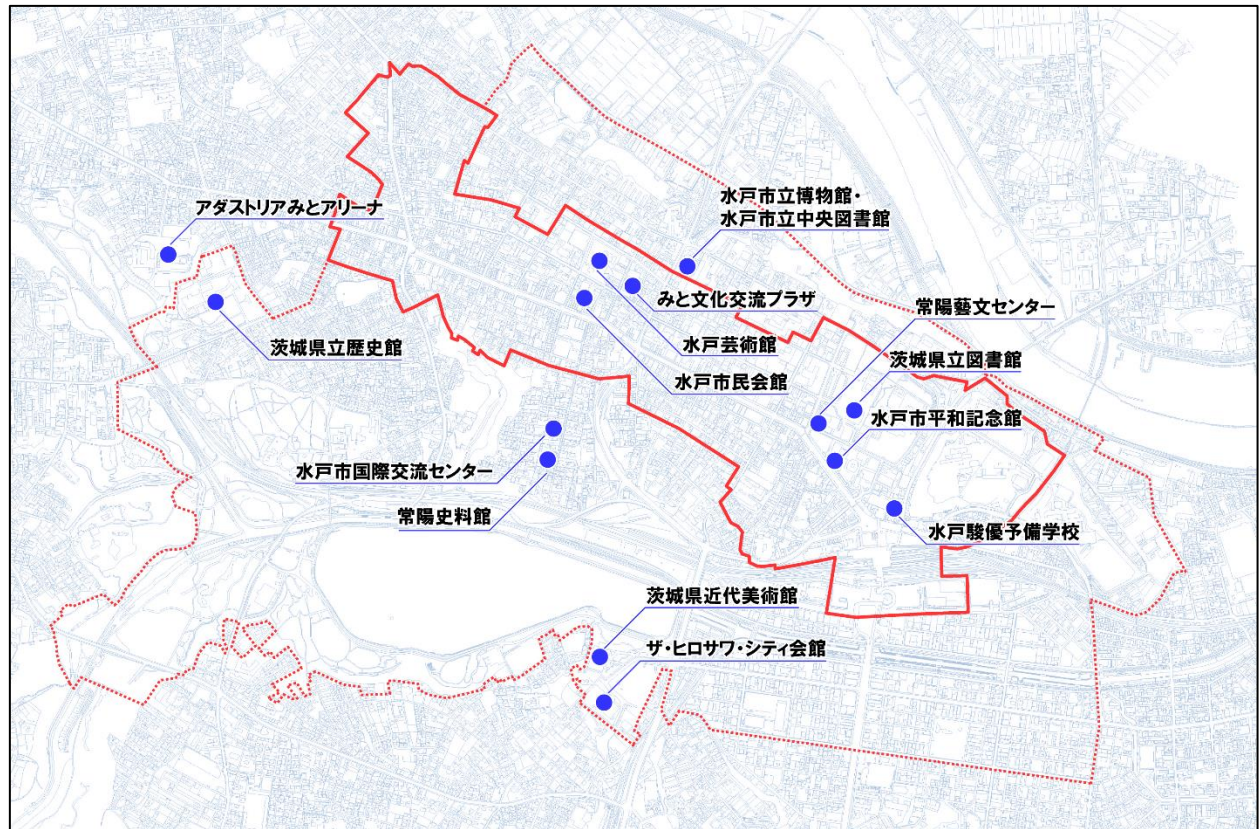 水戸市立博物館・
水戸市立中央図書館
アダストリアみとアリーナ
みと文化交流プラザ
常陽藝文センター
茨城県立歴史館
水戸芸術館
茨城県立図書館
水戸市民会館
水戸市平和記念館
水戸市国際交流センター
常陽史料館
水戸駿優予備学校
茨城県近代美術館
ザ・ヒロサワ・シティ会館